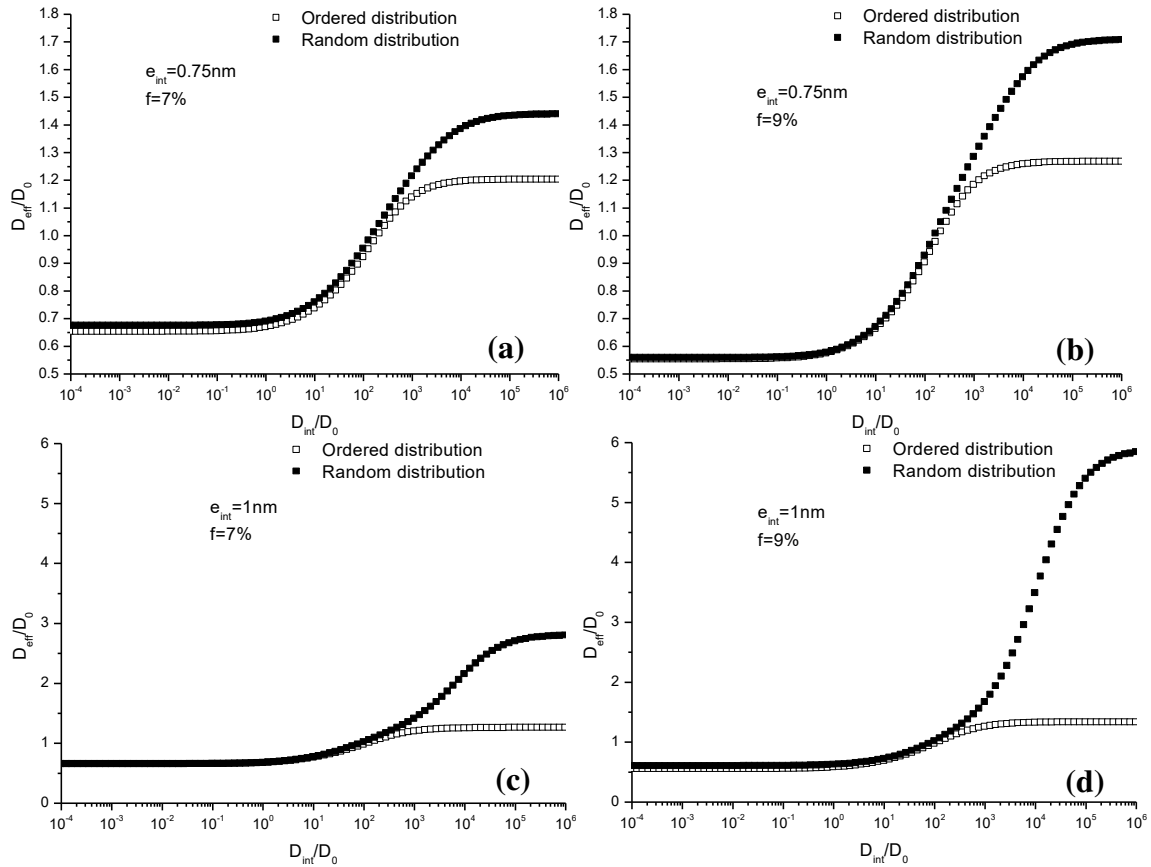 □ Ordered distribution
■ Random distribution
e_int=0.75nm
f=7%
D_eff/D_0
1.8
1.7
1.6
1.5
1.4
1.3
1.2
1.1
1.0
0.9
0.8
0.7
0.6
0.5
(a)
10^-4 10^-3 10^-2 10^-1 10^0 10^1 10^2 10^3 10^4 10^5 10^6
D_int/D_0
□ Ordered distribution
■ Random distribution
e_int=0.75nm
f=9%
D_eff/D_0
1.8
1.7
1.6
1.5
1.4
1.3
1.2
1.1
1.0
0.9
0.8
0.7
0.6
0.5
(b)
10^-4 10^-3 10^-2 10^-1 10^0 10^1 10^2 10^3 10^4 10^5 10^6
D_int/D_0
□ Ordered distribution
■ Random distribution
e_int=1nm
f=7%
D_eff/D_0
6
5
4
3
2
1
0
(c)
10^-4 10^-3 10^-2 10^-1 10^0 10^1 10^2 10^3 10^4 10^5 10^6
D_int/D_0
□ Ordered distribution
■ Random distribution
e_int=1nm
f=9%
D_eff/D_0
6
5
4
3
2
1
0
(d)
10^-4 10^-3 10^-2 10^-1 10^0 10^1 10^2 10^3 10^4 10^5 10^6
D_int/D_0